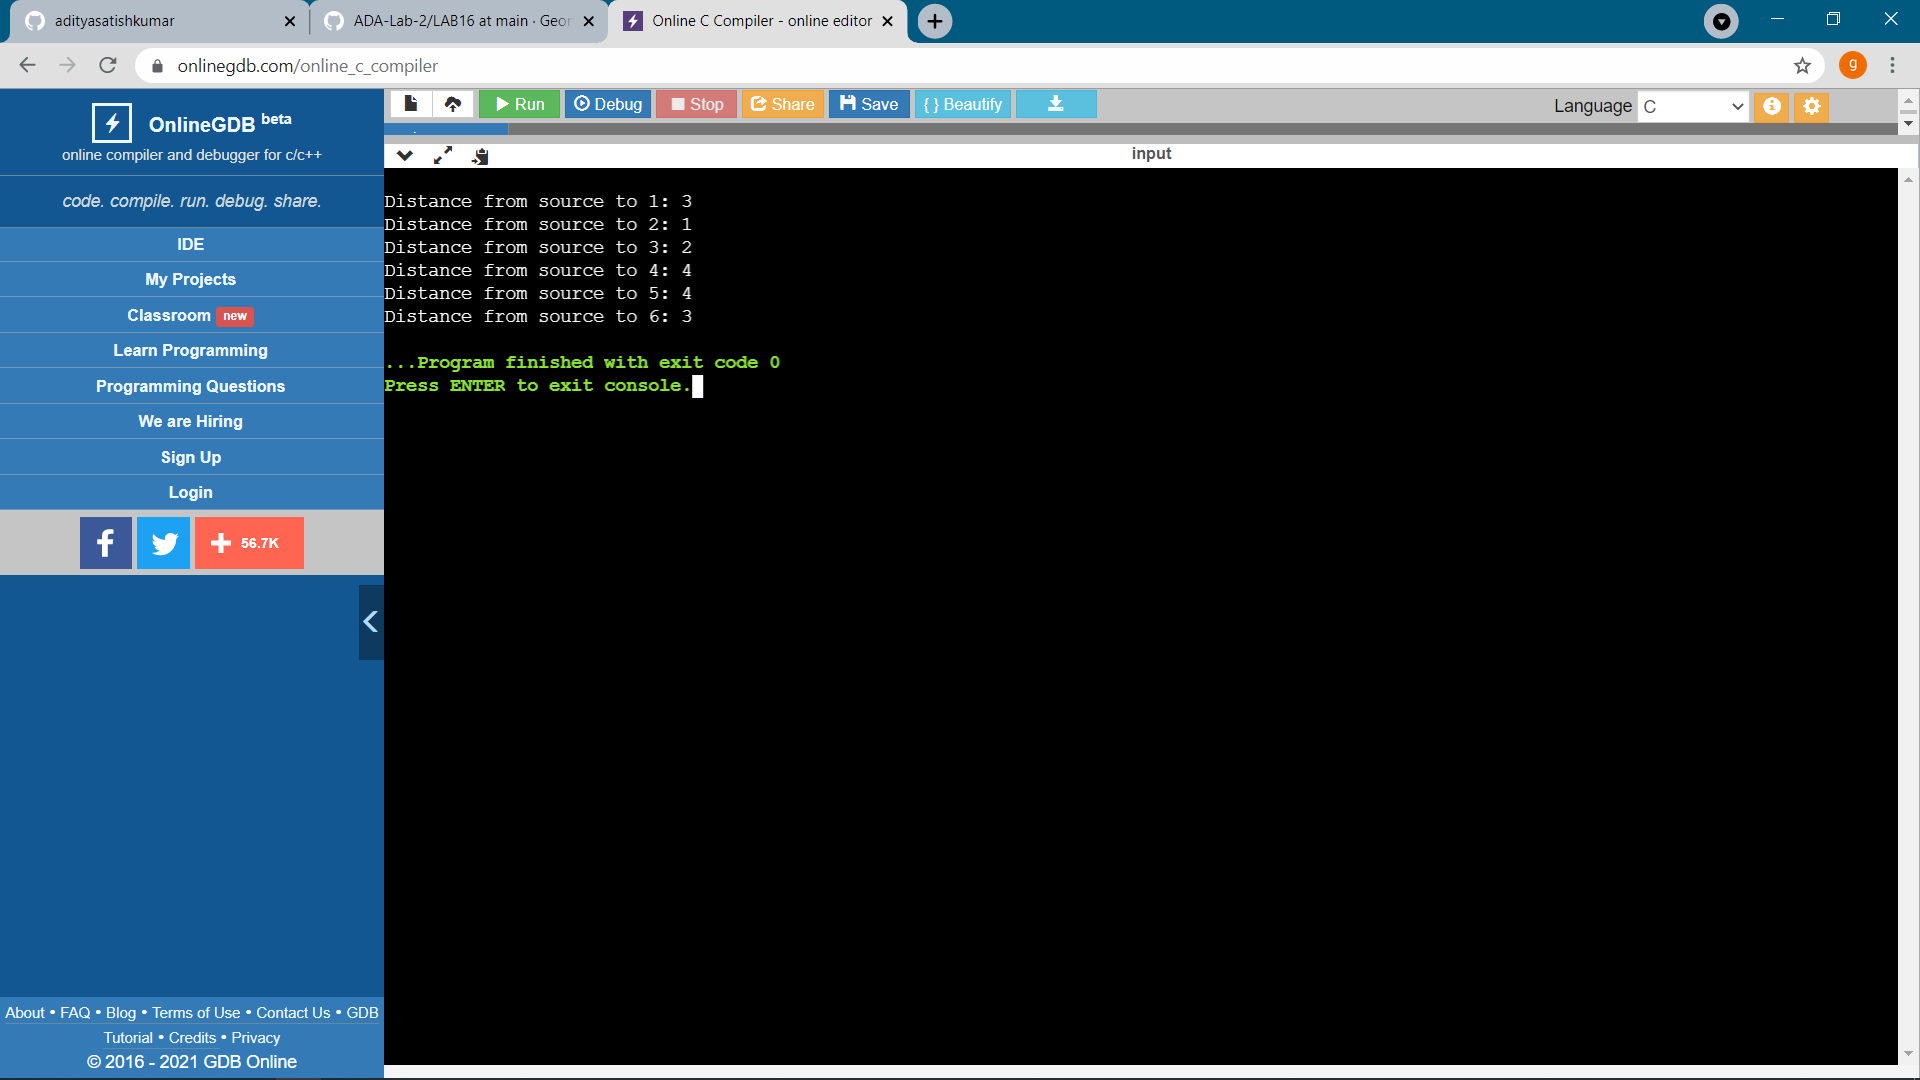 adityasatishkumar
ADA-Lab-2/LAB16 at main · Geor
Online C Compiler - online editor
onlinegdb.com/online_c_compiler
g
OnlineGDB beta
online compiler and debugger for c/c++
code. compile. run. debug. share.
IDE
My Projects
Classroom new
Learn Programming
Programming Questions
We are Hiring
Sign Up
Login
56.7K
About • FAQ • Blog • Terms of Use • Contact Us • GDB
Tutorial • Credits • Privacy
© 2016 - 2021 GDB Online
Run Debug Stop Share Save { } Beautify
Language C
input
Distance from source to 1: 3
Distance from source to 2: 1
Distance from source to 3: 2
Distance from source to 4: 4
Distance from source to 5: 4
Distance from source to 6: 3
...Program finished with exit code 0
Press ENTER to exit console.